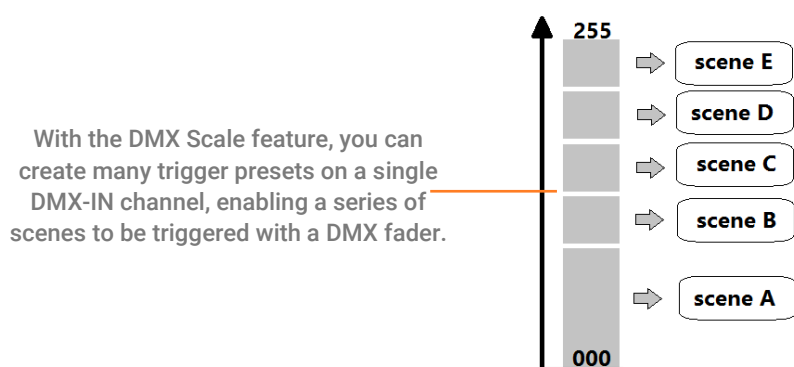 255
scene E
scene D
With the DMX Scale feature, you can
create many trigger presets on a single
DMX-IN channel, enabling a series of
scenes to be triggered with a DMX fader.
scene C
scene B
scene A
000